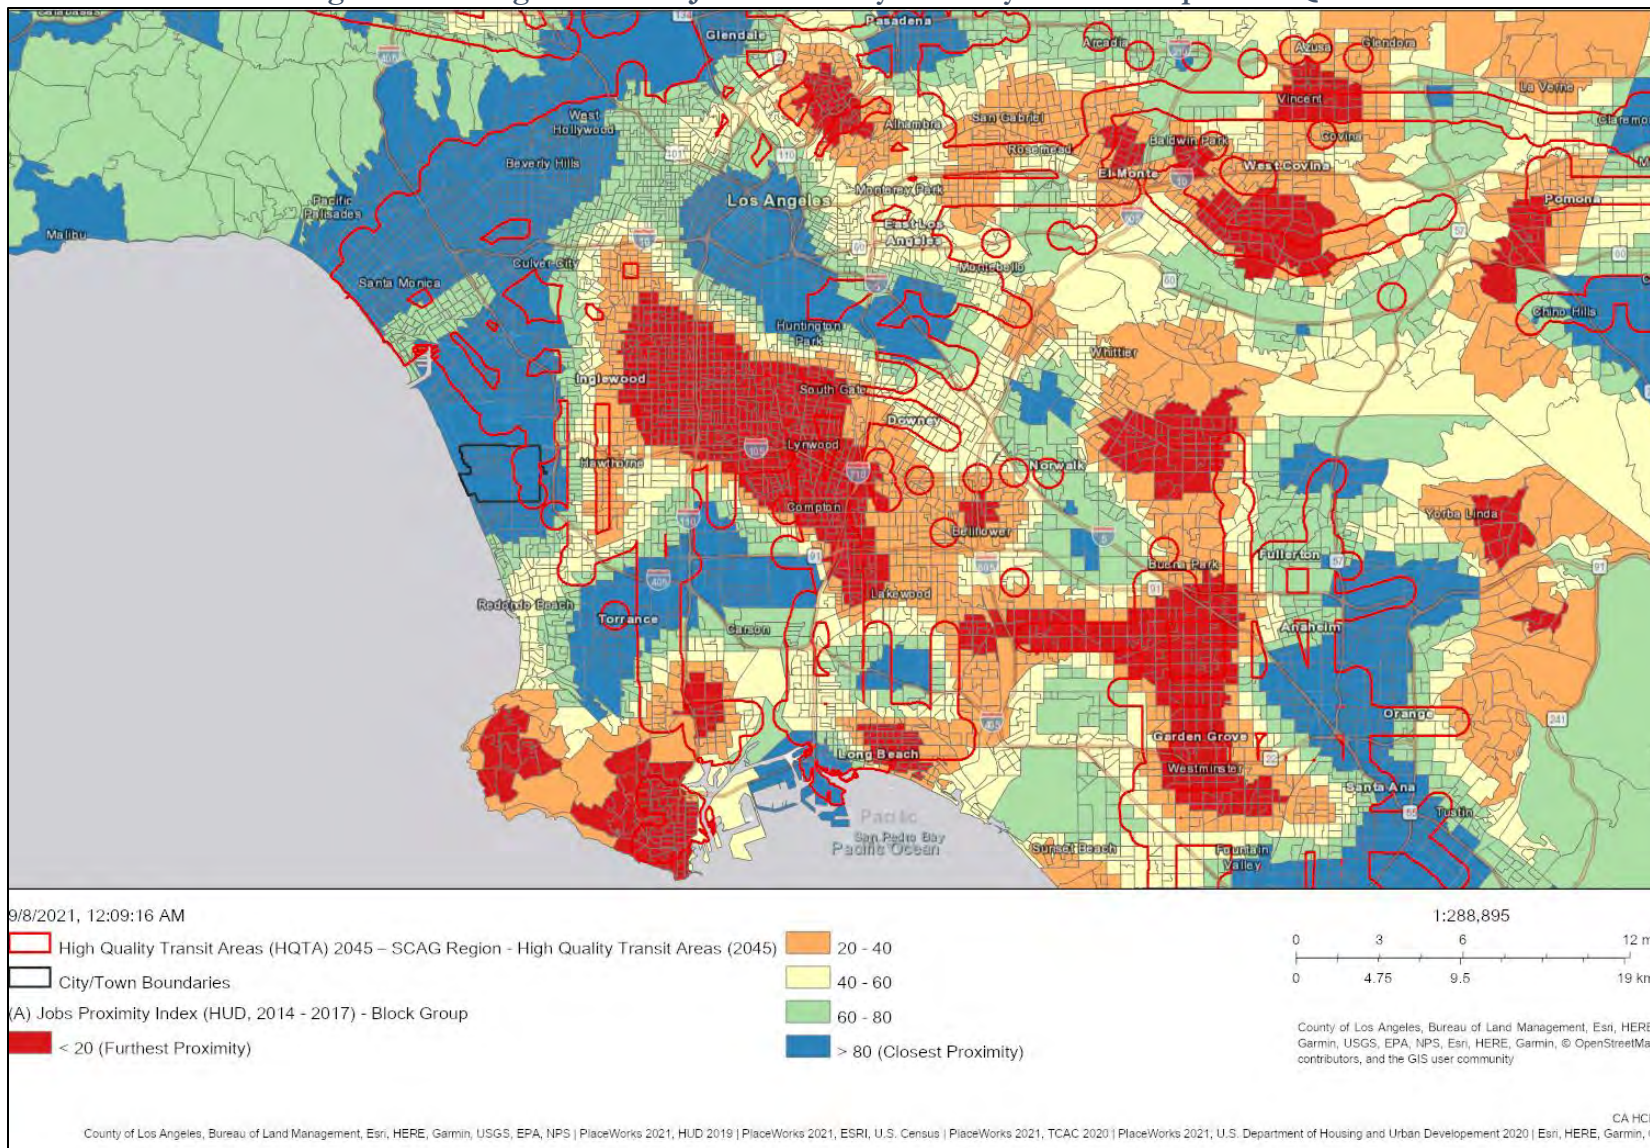 Glendale
Pasadena
Arcadia
Azusa
Glendora
La Verne
West
Hollywood
Alhambra
San Gabriel
Vincent
Covina
Beverly Hills
Rosemead
Baldwin Park
West Covina
El Monte
Pacific
Palisades
Los Angeles
Monterey Park
Pomona
Malibu
East Los
Angeles
Culver City
Montebello
Santa Monica
Chino Hills
Huntington
Park
Whittier
Inglewood
South Gate
Downey
Lynwood
Hawthorne
Norwalk
Compton
Bellflower
Yorba Linda
Fullerton
Buena Park
Lakewood
Redondo Beach
Torrance
Carson
Anaheim
Orange
Garden Grove
Long Beach
Westminster
Santa Ana
Tustin
Pacific
San Pedro Bay
Pacific Ocean
Sunset Beach
Fountain
Valley
9/8/2021, 12:09:16 AM
High Quality Transit Areas (HQTA) 2045 – SCAG Region - High Quality Transit Areas (2045)
City/Town Boundaries
(A) Jobs Proximity Index (HUD, 2014 - 2017) - Block Group
< 20 (Furthest Proximity)
20 - 40
40 - 60
60 - 80
> 80 (Closest Proximity)
1:288,895
0 3 6 12 m
0 4.75 9.5 19 km
County of Los Angeles, Bureau of Land Management, Esri, HERE
Garmin, USGS, EPA, NPS, Esri, HERE, Garmin, © OpenStreetMa
contributors, and the GIS user community
CA HC
County of Los Angeles, Bureau of Land Management, Esri, HERE, Garmin, USGS, EPA, NPS | PlaceWorks 2021, HUD 2019 | PlaceWorks 2021, ESRI, U.S. Census | PlaceWorks 2021, TCAC 2020 | PlaceWorks 2021, U.S. Department of Housing and Urban Developement 2020 | Esri, HERE, Garmin